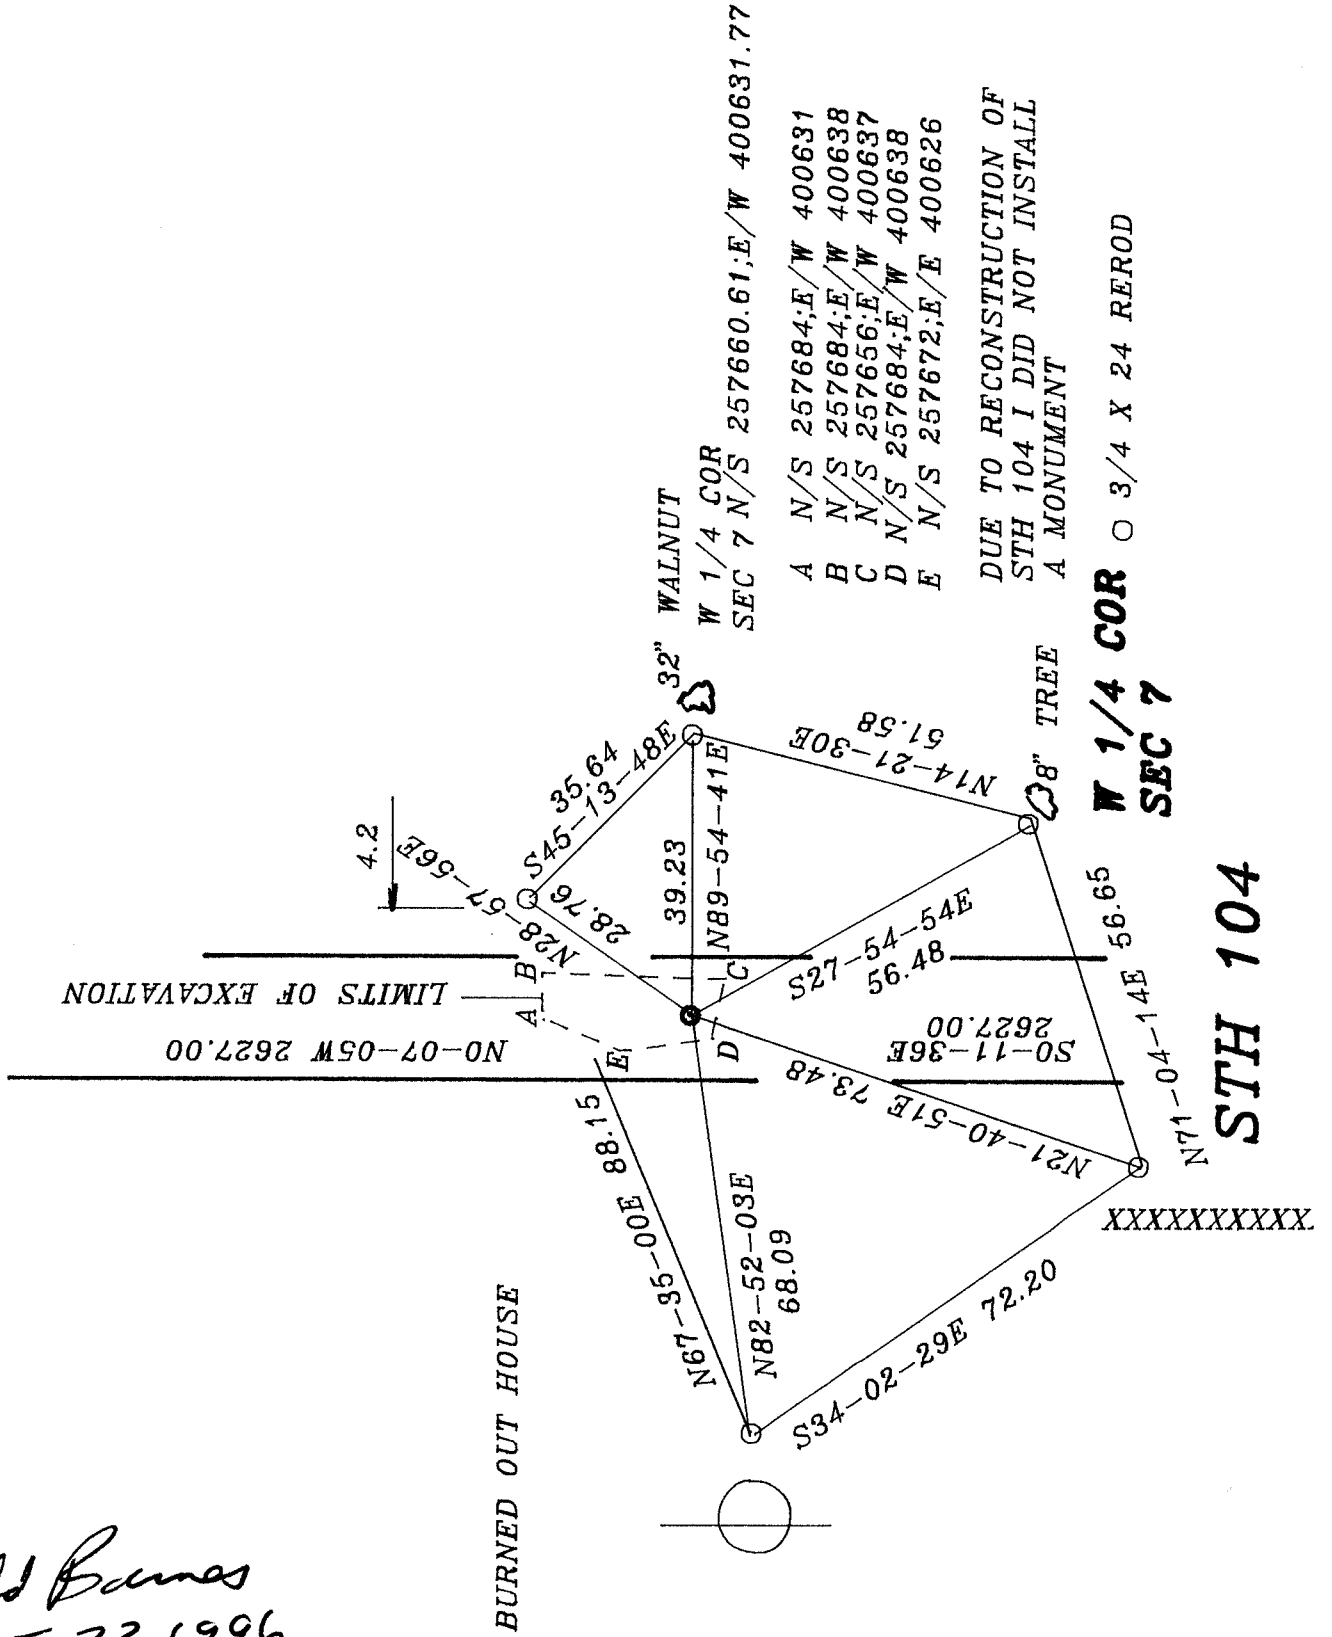 32" WALNUT
W 1/4 COR
SEC 7 N/S 257660.61;E/W 400631.77
A N/S 257684;E/W 400631
B N/S 257684;E/W 400638
C N/S 257656;E/W 400637
D N/S 257684;E/W 400638
E N/S 257672;E/E 400626
DUE TO RECONSTRUCTION OF
STH 104 I DID NOT INSTALL
A MONUMENT
W 1/4 COR
SEC 7
3/4 X 24 REROD
8" TREE
STH 104
4.2
N28-57-56E
28.76
S45-13-48E
35.64
39.23
N89-54-41E
N14-21-30E
51.58
S27-54-54E
56.48
N71-04-14E 56.65
S0-11-36E
2627.00
N21-40-51E 73.48
LIMITS OF EXCAVATION
N0-07-05W 2627.00
A
B
C
D
E
N67-35-00E 88.15
N82-52-03E
68.09
S34-02-29E 72.20
XXXXXXXXXX
BURNED OUT HOUSE
Barnes
22 1996